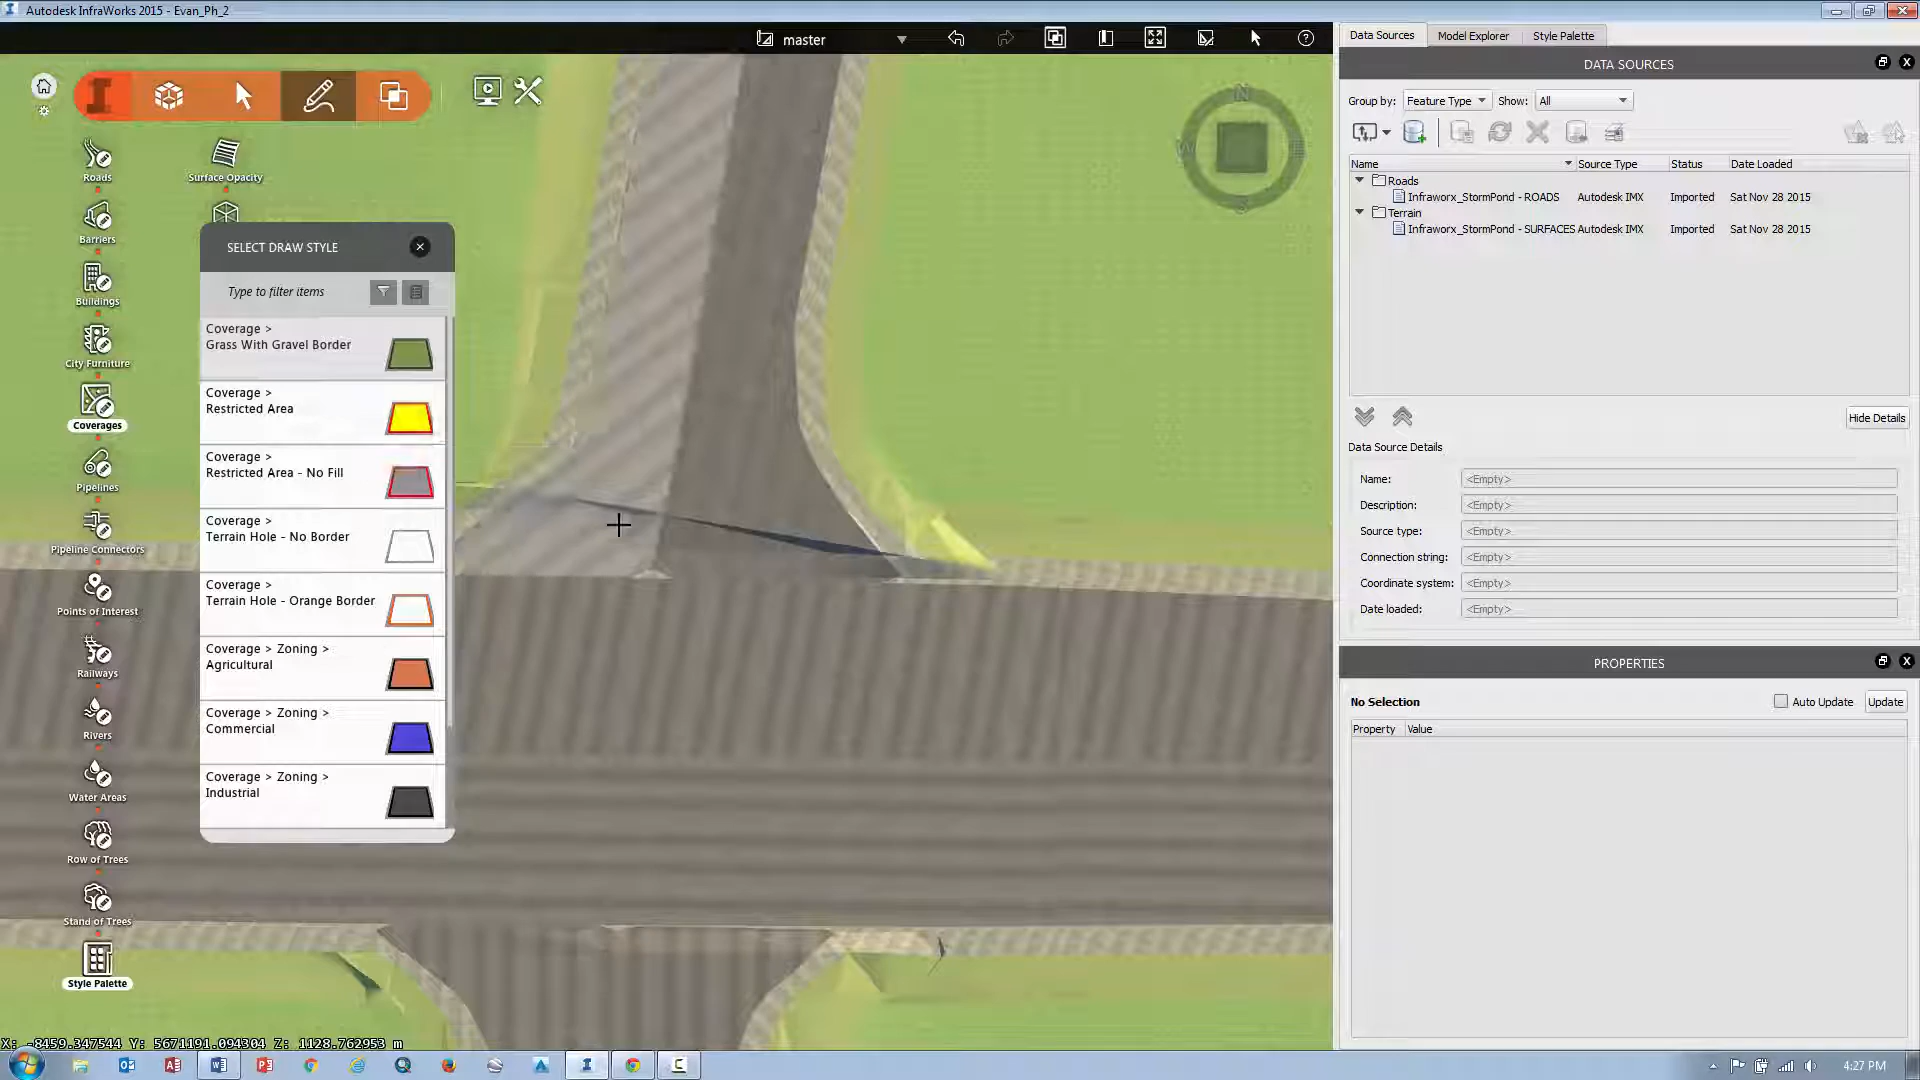 Autodesk InfraWorks 2015 - Evan_Ph_2
master
Data Sources
Model Explorer
Style Palette
DATA SOURCES
Group by: Feature Type Show: All
Name Source Type Status Date Loaded
Roads
Infraworx_StormPond - ROADS Autodesk IMX Imported Sat Nov 28 2015
Terrain
Infraworx_StormPond - SURFACES Autodesk IMX Imported Sat Nov 28 2015
Hide Details
Data Source Details
Name: <Empty>
Description: <Empty>
Source type: <Empty>
Connection string: <Empty>
Coordinate system: <Empty>
Date loaded: <Empty>
PROPERTIES
No Selection
Auto Update
Update
Property Value
N
W
S
Roads
Surface Opacity
Barriers
Buildings
City Furniture
Coverages
Pipelines
Pipeline Connectors
Points of Interest
Railways
Rivers
Water Areas
Row of Trees
Stand of Trees
Style Palette
SELECT DRAW STYLE
Type to filter items
Coverage >
Grass With Gravel Border
Coverage >
Restricted Area
Coverage >
Restricted Area - No Fill
Coverage >
Terrain Hole - No Border
Coverage >
Terrain Hole - Orange Border
Coverage > Zoning >
Agricultural
Coverage > Zoning >
Commercial
Coverage > Zoning >
Industrial
X: -8459.347544 Y: 5671191.094304 Z: 1128.762953 m
4:27 PM